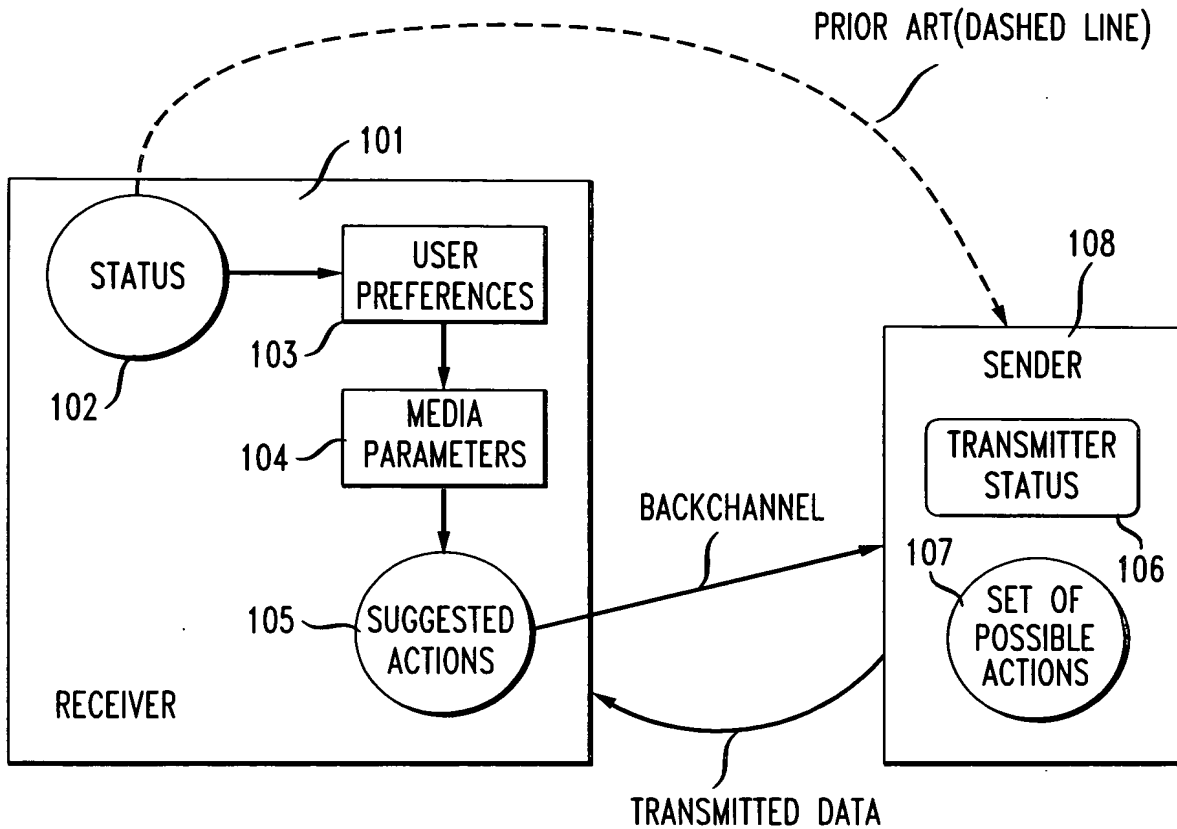 PRIOR ART(DASHED LINE)
101
STATUS
102
USER
PREFERENCES
103
MEDIA
PARAMETERS
104
SUGGESTED
ACTIONS
105
RECEIVER
BACKCHANNEL
TRANSMITTED DATA
108
SENDER
TRANSMITTER
STATUS
106
107
SET OF
POSSIBLE
ACTIONS